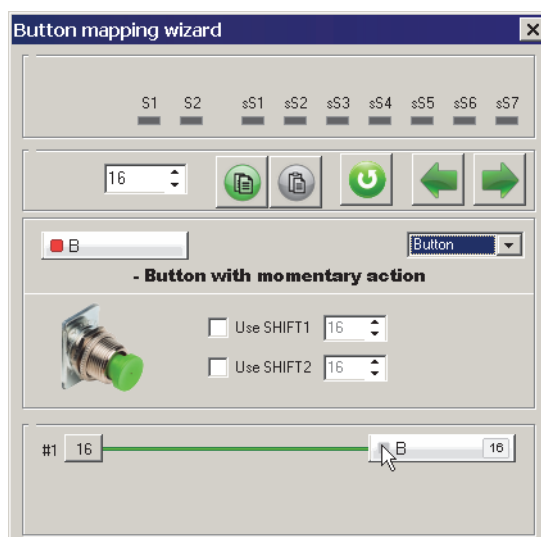 Button mapping wizard
S1 S2 sS1 sS2 sS3 sS4 sS5 sS6 sS7
16
B Button
- Button with momentary action
Use SHIFT1 16
Use SHIFT2 16
#1 16 B 16